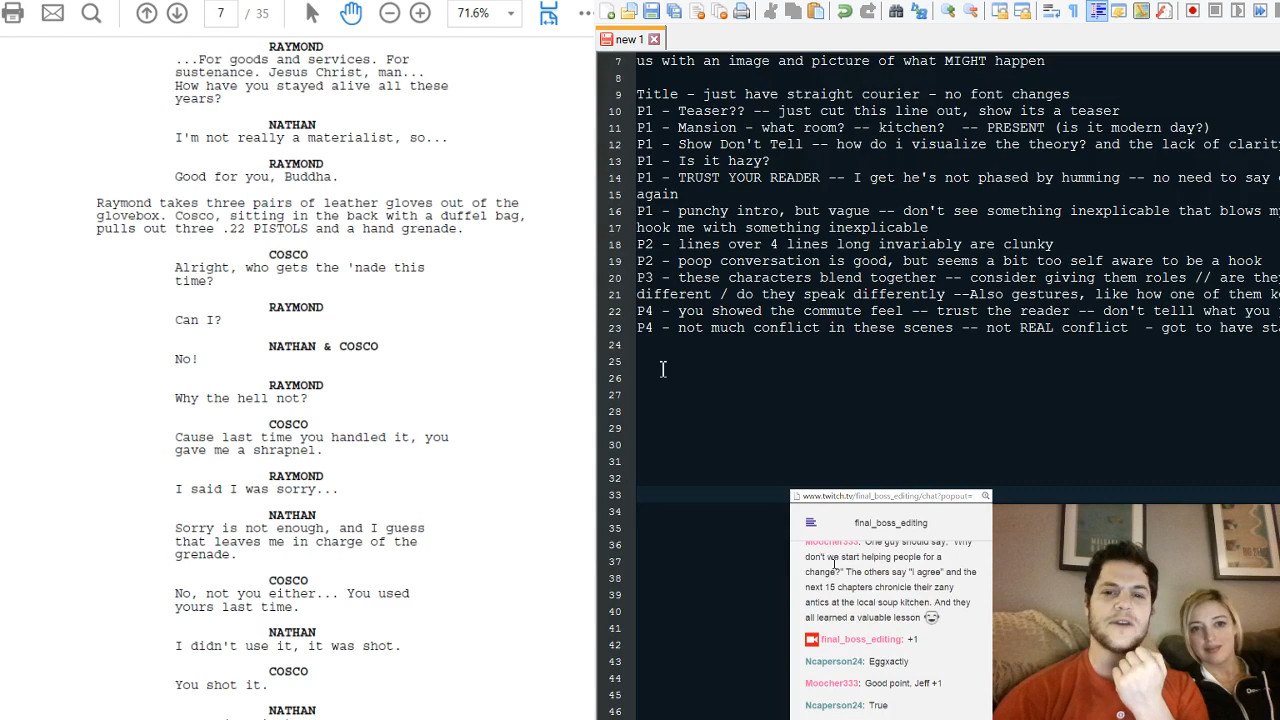 7 / 35
71.6%
RAYMOND
...For goods and services. For
sustenance. Jesus Christ, man...
How have you stayed alive all these
years?
NATHAN
I'm not really a materialist, so...
RAYMOND
Good for you, Buddha.
Raymond takes three pairs of leather gloves out of the
glovebox. Cosco, sitting in the back with a duffel bag,
pulls out three .22 PISTOLS and a hand grenade.
COSCO
Alright, who gets the 'nade this
time?
RAYMOND
Can I?
NATHAN & COSCO
No!
RAYMOND
Why the hell not?
COSCO
Cause last time you handled it, you
gave me a shrapnel.
RAYMOND
I said I was sorry...
NATHAN
Sorry is not enough, and I guess
that leaves me in charge of the
grenade.
COSCO
No, not you either... You used
yours last time.
NATHAN
I didn't use it, it was shot.
COSCO
You shot it.
NATHAN
new 1
7 us with an image and picture of what MIGHT happen
8
9 Title - just have straight courier - no font changes
10 P1 - Teaser?? -- just cut this line out, show its a teaser
11 P1 - Mansion - what room? -- kitchen?  -- PRESENT (is it modern day?)
12 P1 - Show Don't Tell -- how do i visualize the theory? and the lack of clarit
13 P1 - Is it hazy?
14 P1 - TRUST YOUR READER -- I get he's not phased by humming -- no need to say
15 again
16 P1 - punchy intro, but vague -- don't see something inexplicable that blows m
17 hook me with something inexplicable
18 P2 - lines over 4 lines long invariably are clunky
19 P2 - poop conversation is good, but seems a bit too self aware to be a hook
20 P3 - these characters blend together -- consider giving them roles // are the
21 different / do they speak differently --Also gestures, like how one of them k
22 P4 - you showed the commute feel -- trust the reader -- don't telll what you
23 P4 - not much conflict in these scenes -- not REAL conflict  - got to have st
24
25
26
27
28
29
30
31
32
33
34
35
36
37
38
39
40
41
42
43
44
45
46
www.twitch.tv/final_boss_editing/chat?popout=
final_boss_editing
Moocher333: One guy should say, "Why
don't we start helping people for a
change?" The others say "I agree" and the
next 15 chapters chronicle their zany
antics at the local soup kitchen. And they
all learned a valuable lesson
final_boss_editing: +1
Ncaperson24: Eggxactly
Moocher333: Good point, Jeff +1
Ncaperson24: True